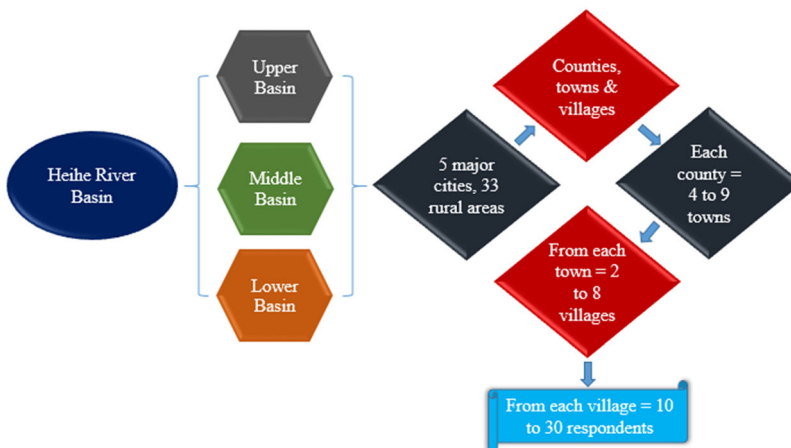 Heihe River
Basin
Upper
Basin
Middle
Basin
Lower
Basin
5 major
cities, 33
rural areas
Counties,
towns &
villages
Each
county =
4 to 9
towns
From each
town = 2
to 8
villages
From each village = 10
to 30 respondents